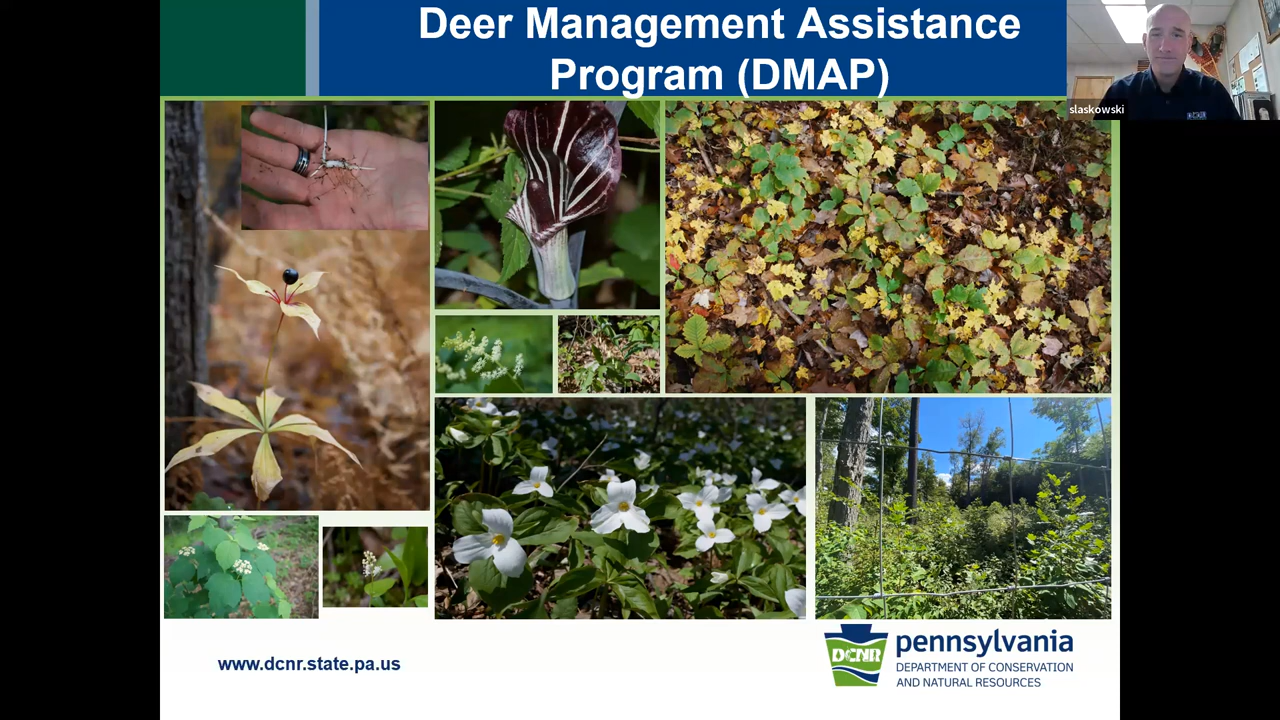 Deer Management Assistance
Program (DMAP)
slaskowski
www.dcnr.state.pa.us
DCNR
pennsylvania
DEPARTMENT OF CONSERVATION
AND NATURAL RESOURCES